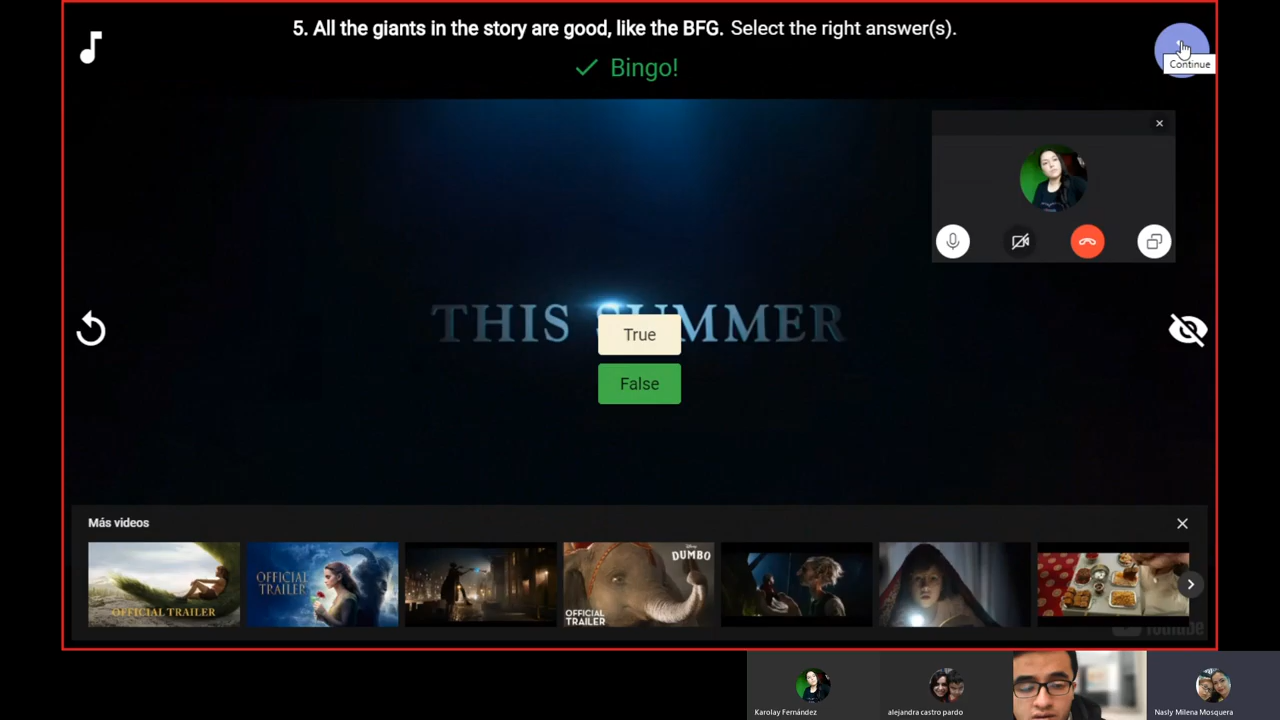 5. All the giants in the story are good, like the BFG. Select the right answer(s).
✓ Bingo!
Continue
THIS SUMMER
True
False
Más videos
OFFICIAL TRAILER
OFFICIAL
TRAILER
DUMBO
OFFICIAL
TRAILER
YouTube
Karolay Fernández
alejandra castro pardo
Nasly Milena Mosquera